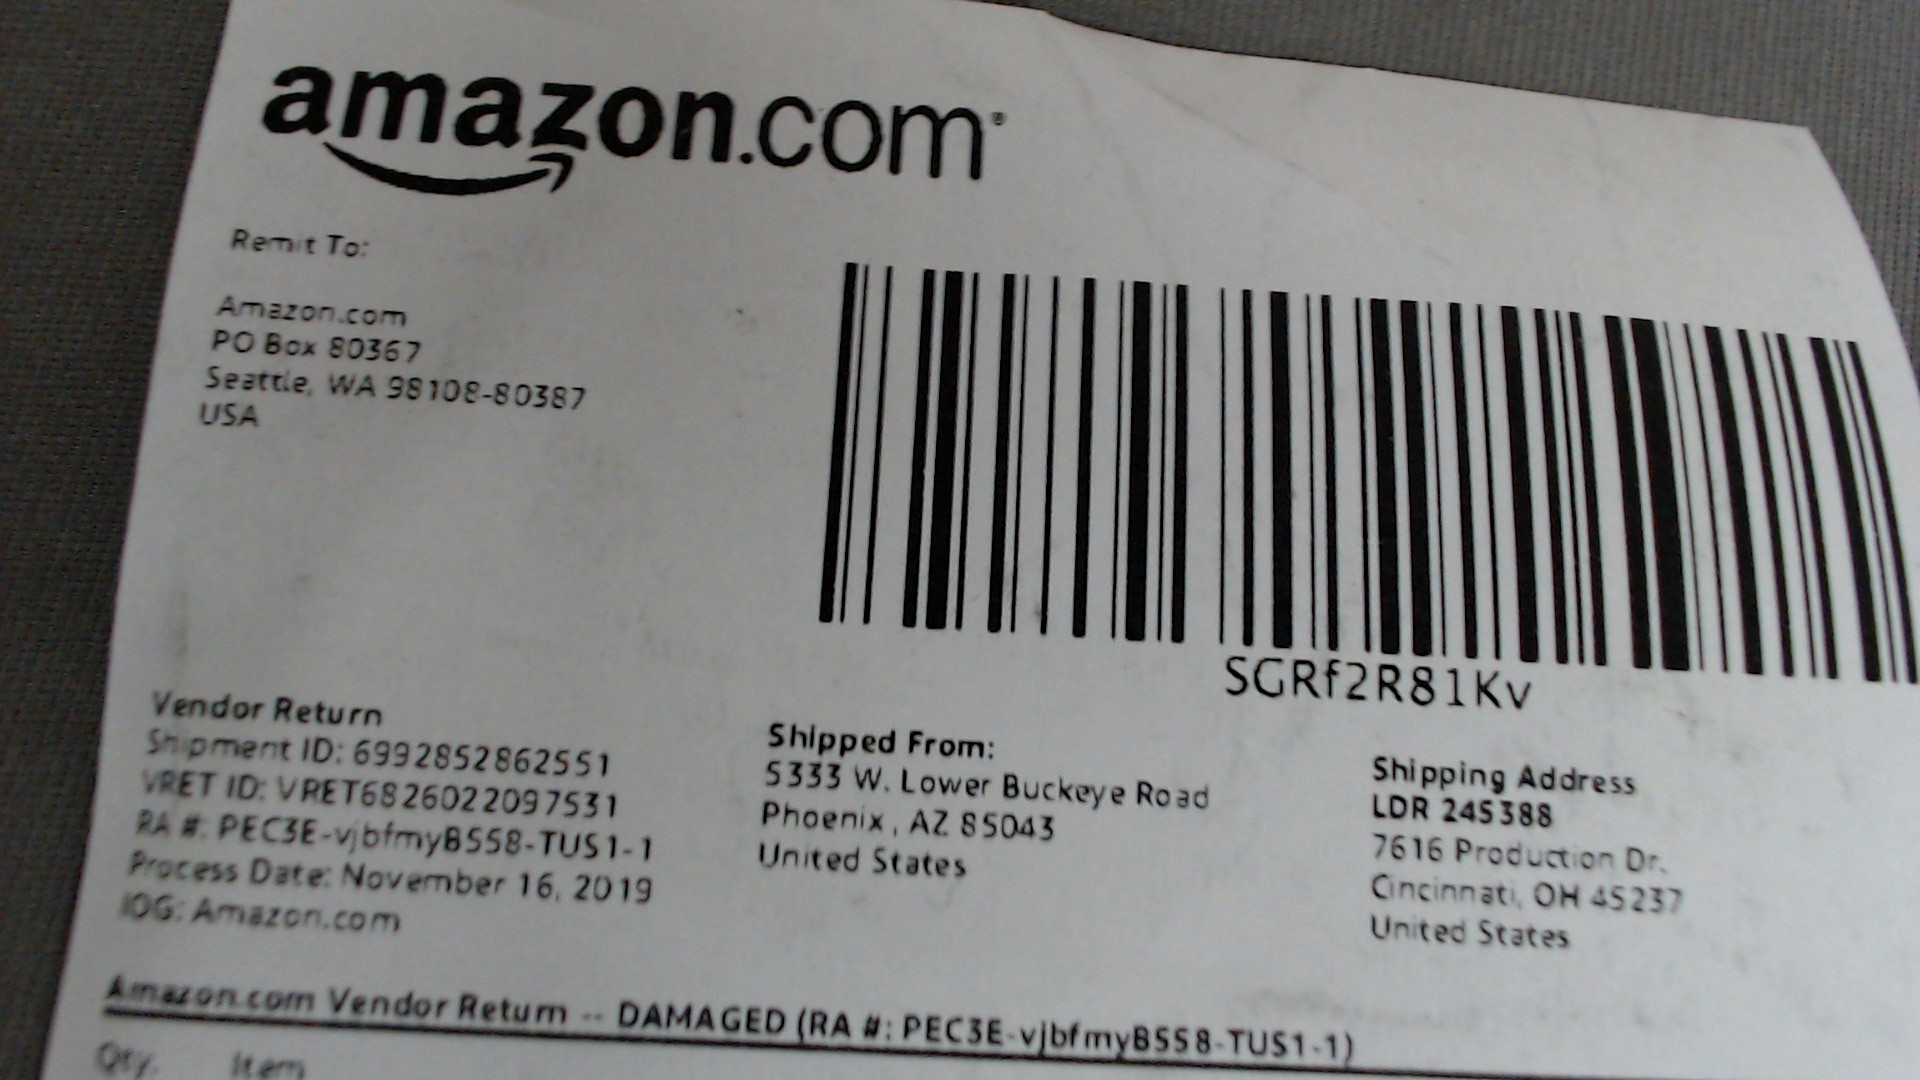 amazon.com
Remit To:
Amazon.com
PO Box 80367
Seattle, WA 98108-80387
USA
SGRf2R81Kv
Vendor Return
Shipment ID: 6992852862551
VRET ID: VRET6826022097531
RA #: PEC3E-vjbfmyB558-TUS1-1
Process Date: November 16, 2019
IOG: Amazon.com
Shipped From:
5333 W. Lower Buckeye Road
Phoenix, AZ 85043
United States
Shipping Address
LDR 245388
7616 Production Dr.
Cincinnati, OH 45237
United States
Amazon.com Vendor Return -- DAMAGED (RA #: PEC3E-vjbfmyB558-TUS1-1)
Qty. Item